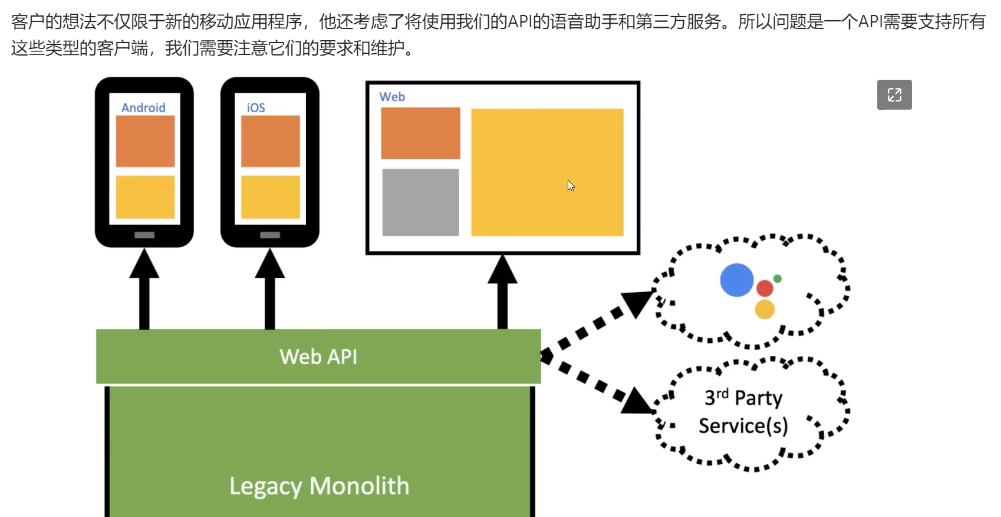 客户的想法不仅限于新的移动应用程序，他还考虑了将使用我们的API的语音助手和第三方服务。所以问题是一个API需要支持所有
这些类型的客户端，我们需要注意它们的要求和维护。
Android
iOS
Web
Web API
3rd Party
Service(s)
Legacy Monolith